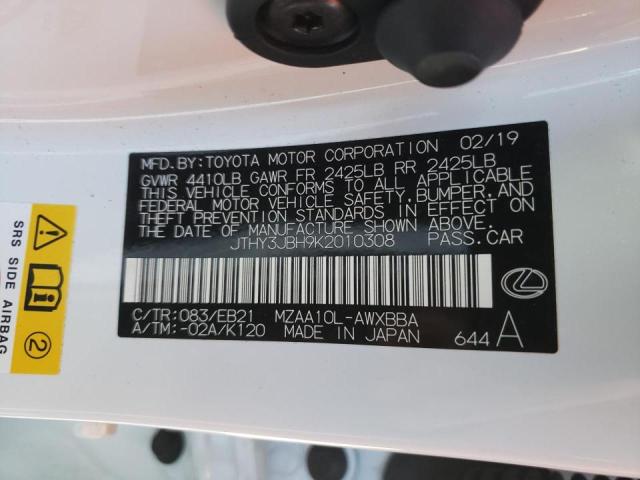 MFD. BY: TOYOTA MOTOR CORPORATION 02/19
GVWR 4410LB GAWR FR 2425LB RR 2425LB
THIS VEHICLE CONFORMS TO ALL APPLICABLE
FEDERAL MOTOR VEHICLE SAFETY, BUMPER, AND
THEFT PREVENTION STANDARDS IN EFFECT ON
THE DATE OF MANUFACTURE SHOWN ABOVE.
JTHY3JBH9K2010308 PASS. CAR
C/TR: 083/EB21 MZAA10L-AWXBBA
A/TM: -02A/K120 MADE IN JAPAN 644 A
SRS SIDE AIRBAG
2